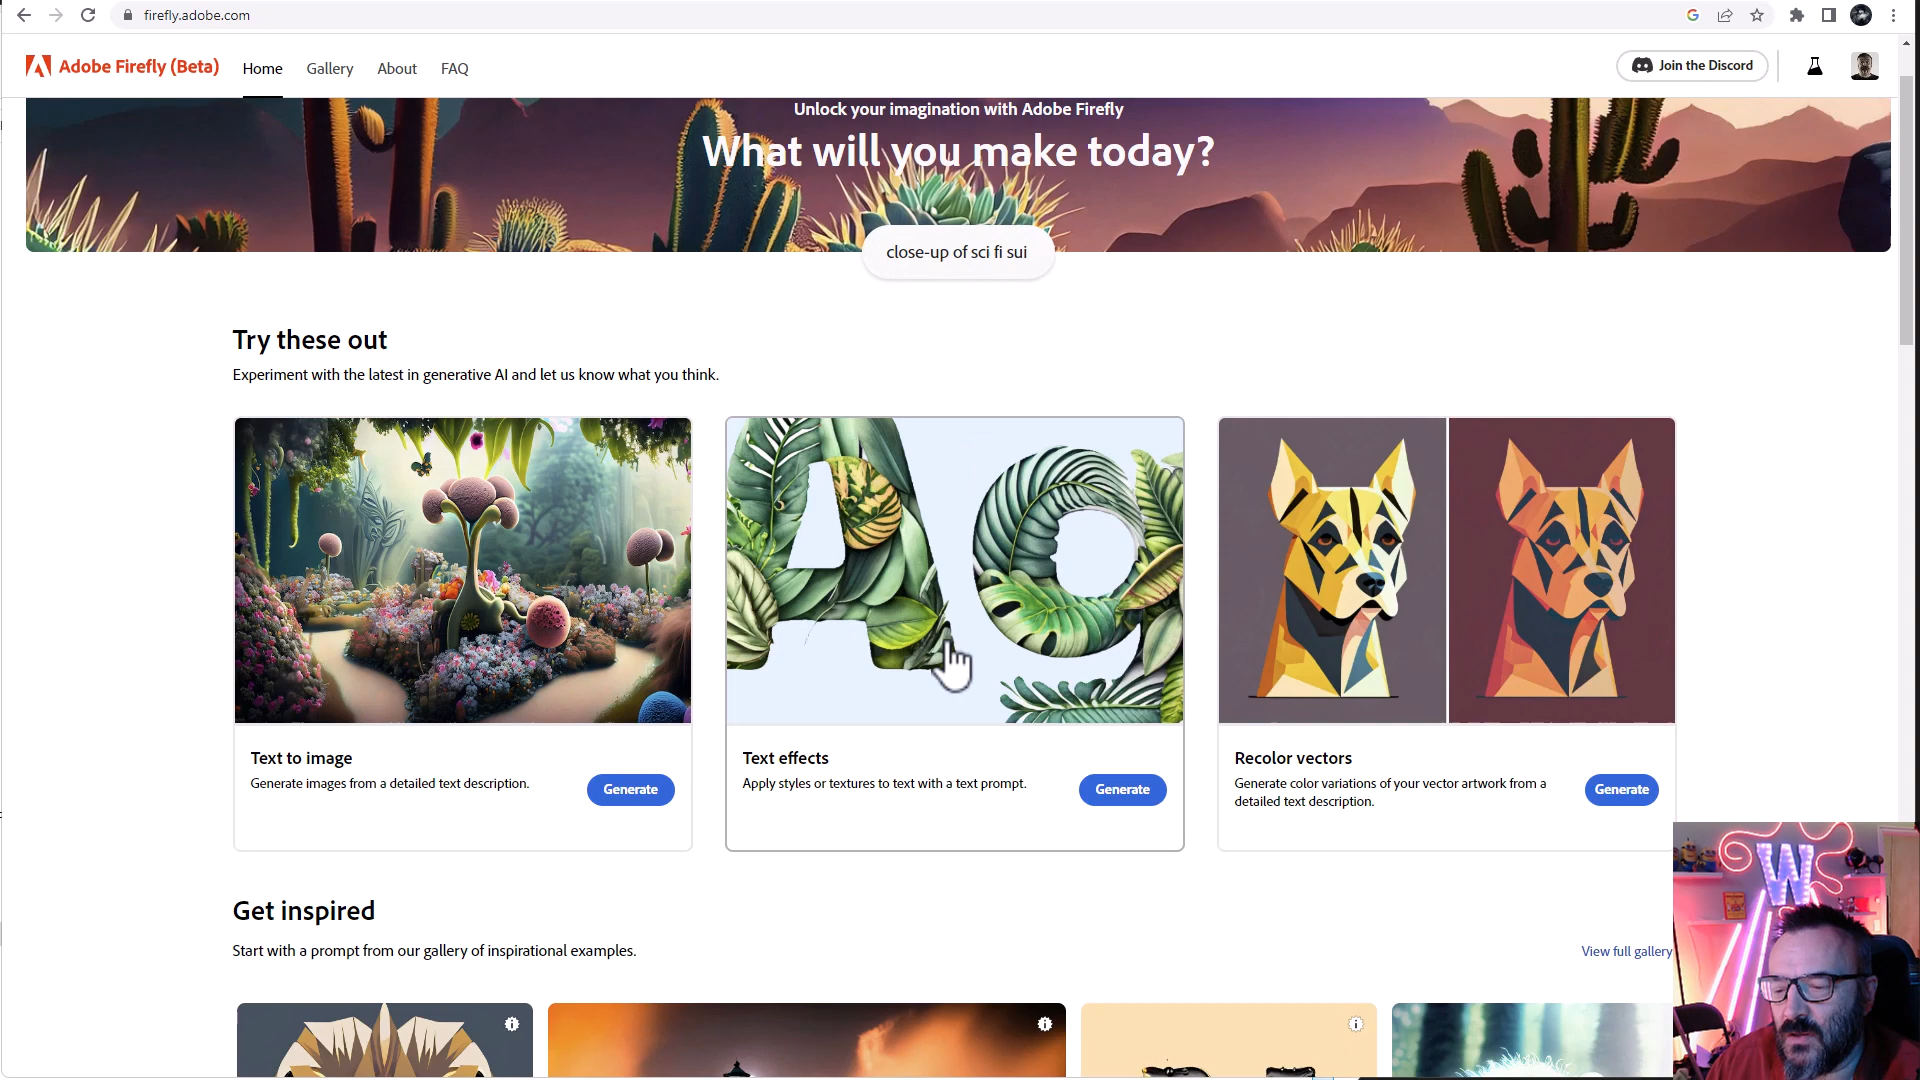 firefly.adobe.com
Adobe Firefly (Beta)
Home
Gallery
About
FAQ
Join the Discord
Unlock your imagination with Adobe Firefly
What will you make today?
close-up of sci fi sui
Try these out
Experiment with the latest in generative AI and let us know what you think.
Text to image
Generate images from a detailed text description.
Generate
Text effects
Apply styles or textures to text with a text prompt.
Generate
Recolor vectors
Generate color variations of your vector artwork from a
detailed text description.
Generate
Get inspired
Start with a prompt from our gallery of inspirational examples.
View full gallery
W